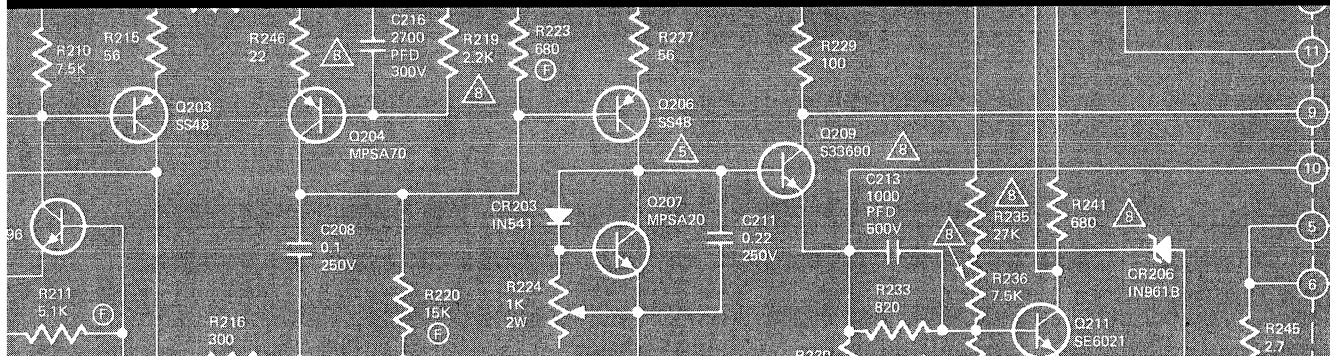 R210
7.5K
R215
56
Q203
SS48
R246
22
8
C216
2700
PFD
300V
R219
2.2K
8
R223
680
F
Q204
MPSA70
R227
56
Q206
SS48
5
R229
100
Q209
S33690
8
11
9
10
5
6
96
R211
5.1K
F
C208
0.1
250V
R216
300
R220
15K
F
CR203
IN541
Q207
MPSA20
C211
0.22
250V
R224
1K
2W
C213
1000
PFD
500V
8
R235
27K
8
R241
680
8
R233
820
R236
7.5K
CR206
IN961B
Q211
SE6021
R245
2.7